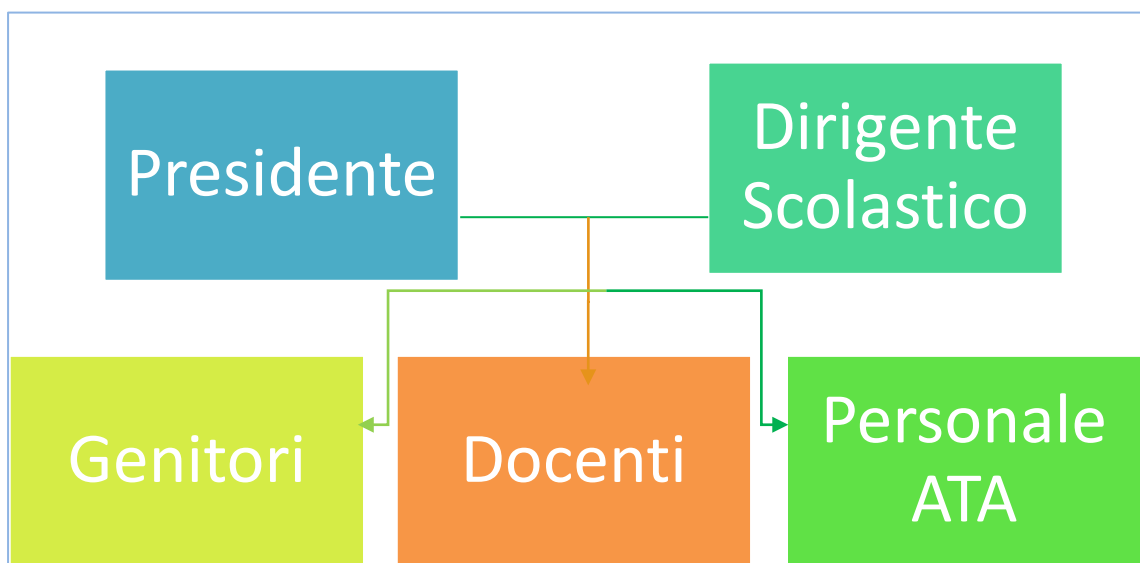 Presidente
Dirigente
Scolastico
Genitori
Docenti
Personale
ATA